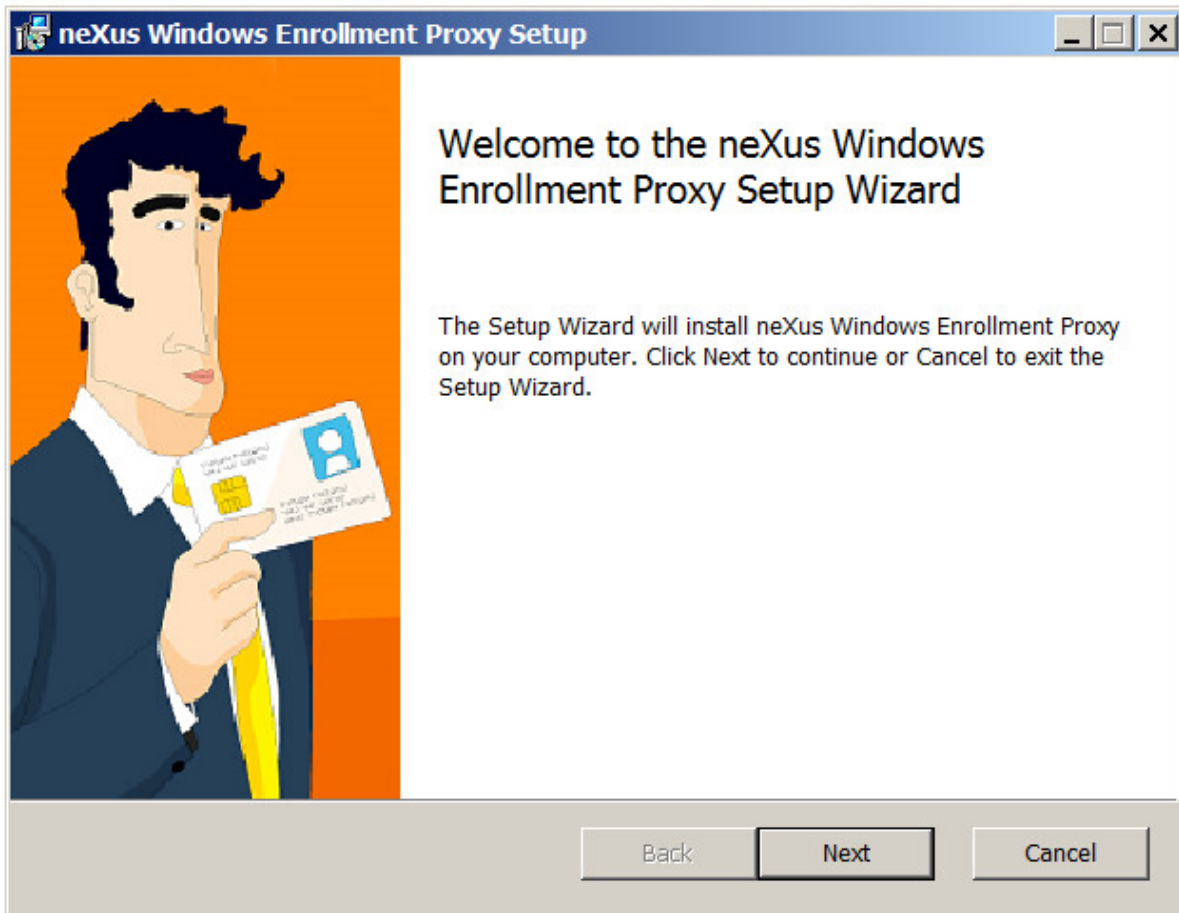 neXus Windows Enrollment Proxy Setup
Welcome to the neXus Windows
Enrollment Proxy Setup Wizard
The Setup Wizard will install neXus Windows Enrollment Proxy
on your computer. Click Next to continue or Cancel to exit the
Setup Wizard.
Back
Next
Cancel